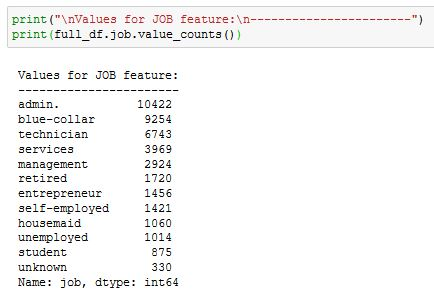 print("\nValues for JOB feature:\n-----------------------")
print(full_df.job.value_counts())
Values for JOB feature:
-----------------------
admin.           10422
blue-collar       9254
technician        6743
services          3969
management        2924
retired           1720
entrepreneur      1456
self-employed     1421
housemaid         1060
unemployed        1014
student            875
unknown            330
Name: job, dtype: int64